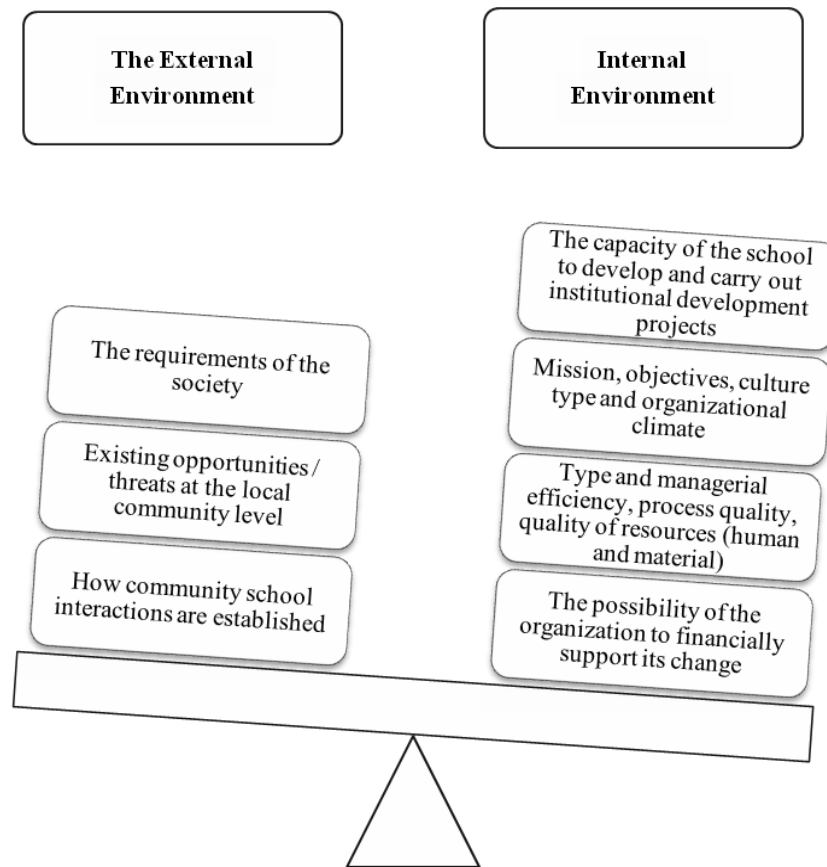 The External
Environment
Internal
Environment
The requirements of the
society
Existing opportunities /
threats at the local
community level
How community school
interactions are established
The capacity of the school
to develop and carry out
institutional development
projects
Mission, objectives, culture
type and organizational
climate
Type and managerial
efficiency, process quality,
quality of resources (human
and material)
The possibility of the
organization to financially
support its change